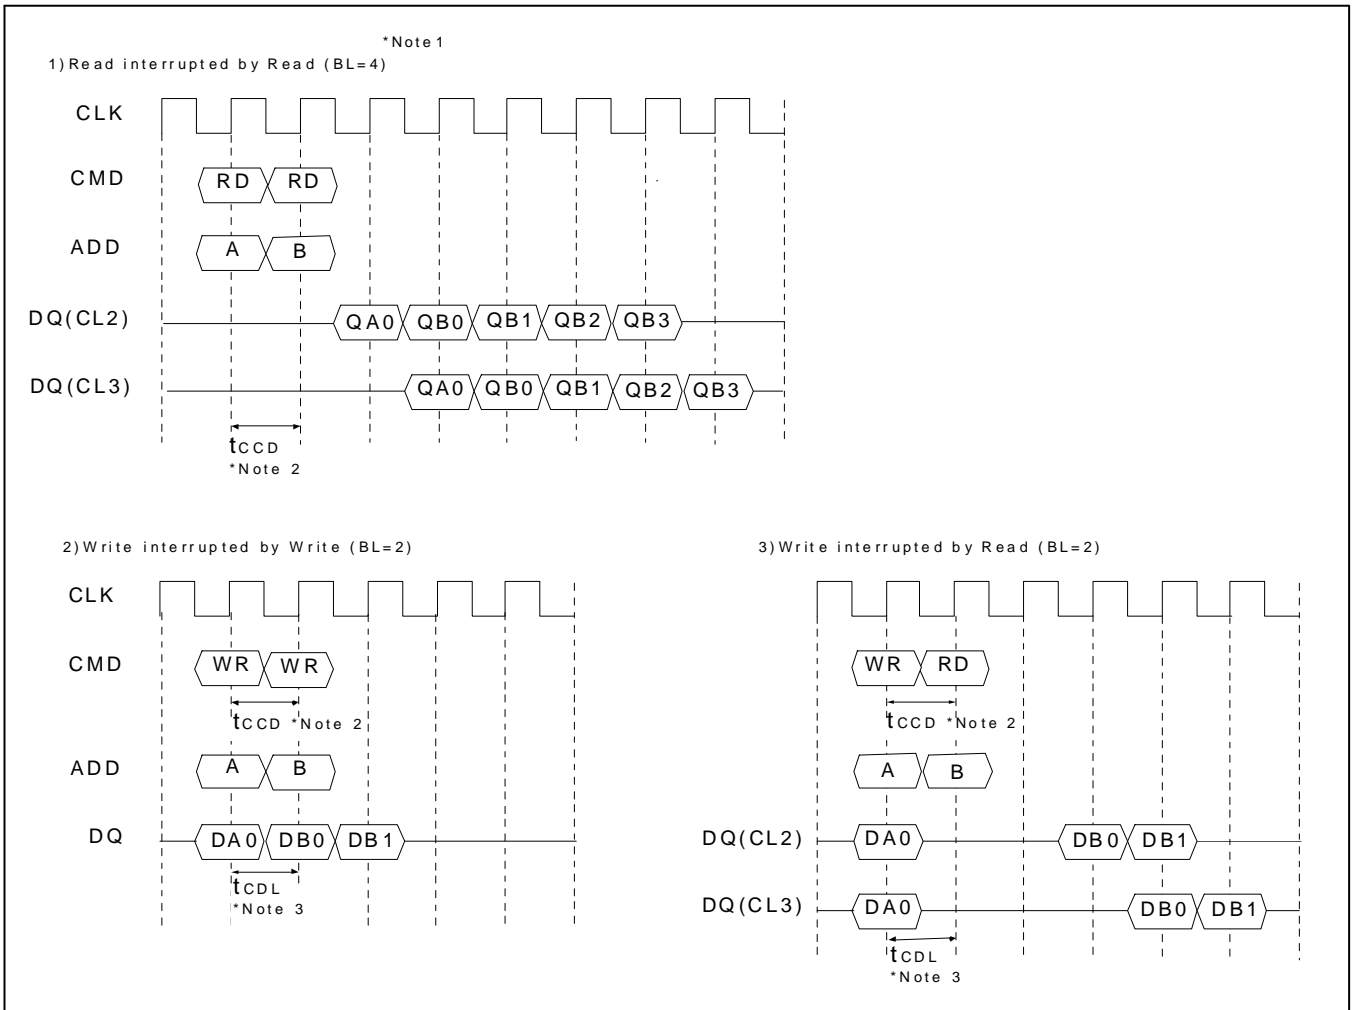 *Note1
1)Read interrupted by Read (BL=4)
CLK
CMD RD RD
ADD A B
DQ(CL2) QA0 QB0 QB1 QB2 QB3
DQ(CL3) QA0 QB0 QB1 QB2 QB3
tCCD
*Note 2
2)Write interrupted by Write (BL=2)
CLK
CMD WR WR
tCCD *Note 2
ADD A B
DQ DA0 DB0 DB1
tCDL
*Note 3
3)Write interrupted by Read (BL=2)
WR RD
tCCD *Note 2
A B
DQ(CL2) DA0 DB0 DB1
DQ(CL3) DA0 DB0 DB1
tCDL
*Note 3